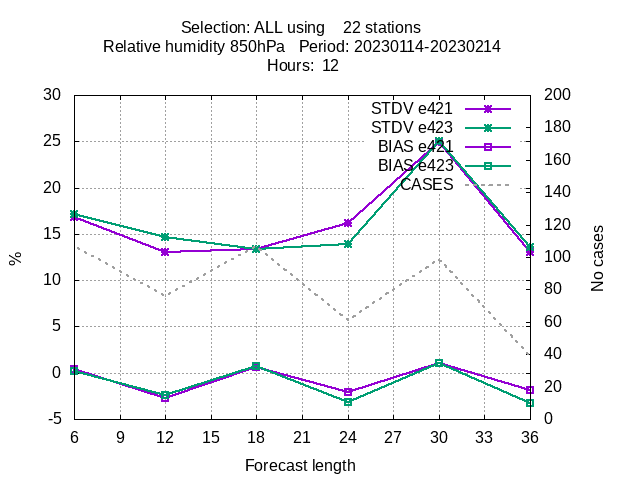 Selection: ALL using    22 stations
Relative humidity 850hPa   Period: 20230114-20230214
Hours:  12
STDV e421
STDV e423
BIAS e421
BIAS e423
CASES
30
25
20
15
10
5
0
-5
200
180
160
140
120
100
80
60
40
20
0
%
No cases
6 9 12 15 18 21 24 27 30 33 36
Forecast length